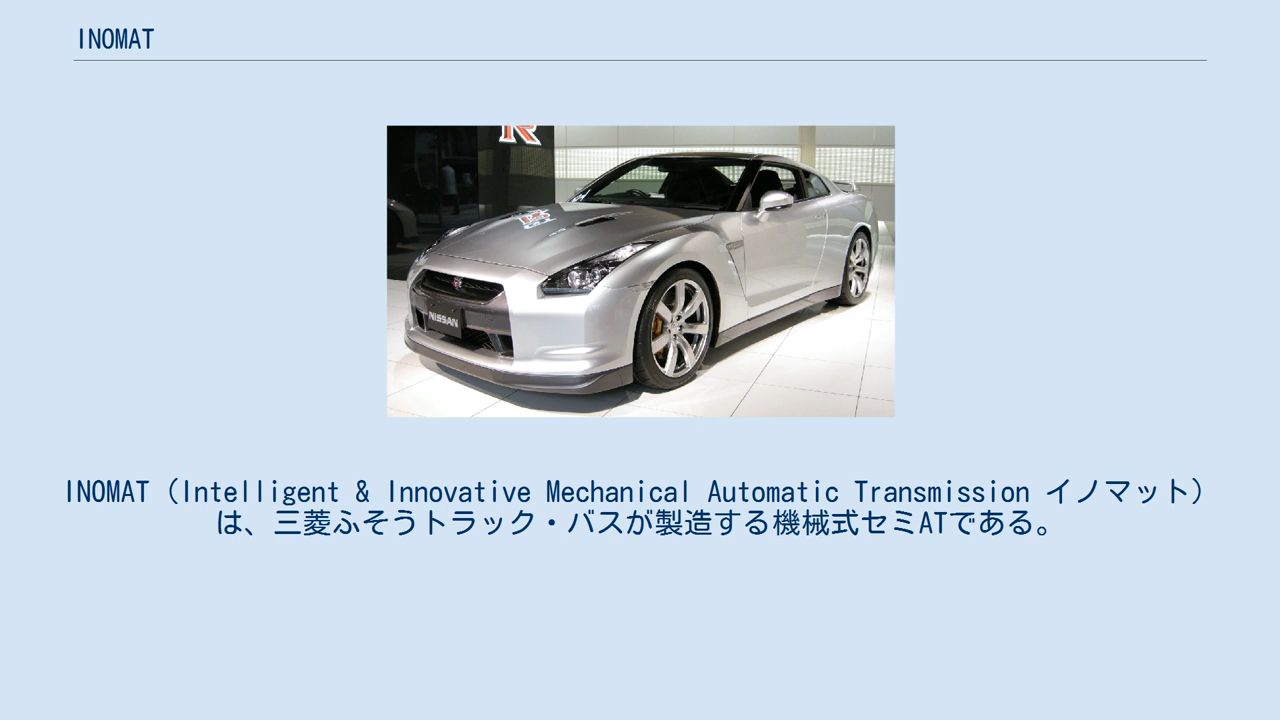 INOMAT
R
NISSAN
INOMAT（Intelligent & Innovative Mechanical Automatic Transmission イノマット）
は、三菱ふそうトラック・バスが製造する機械式セミATである。